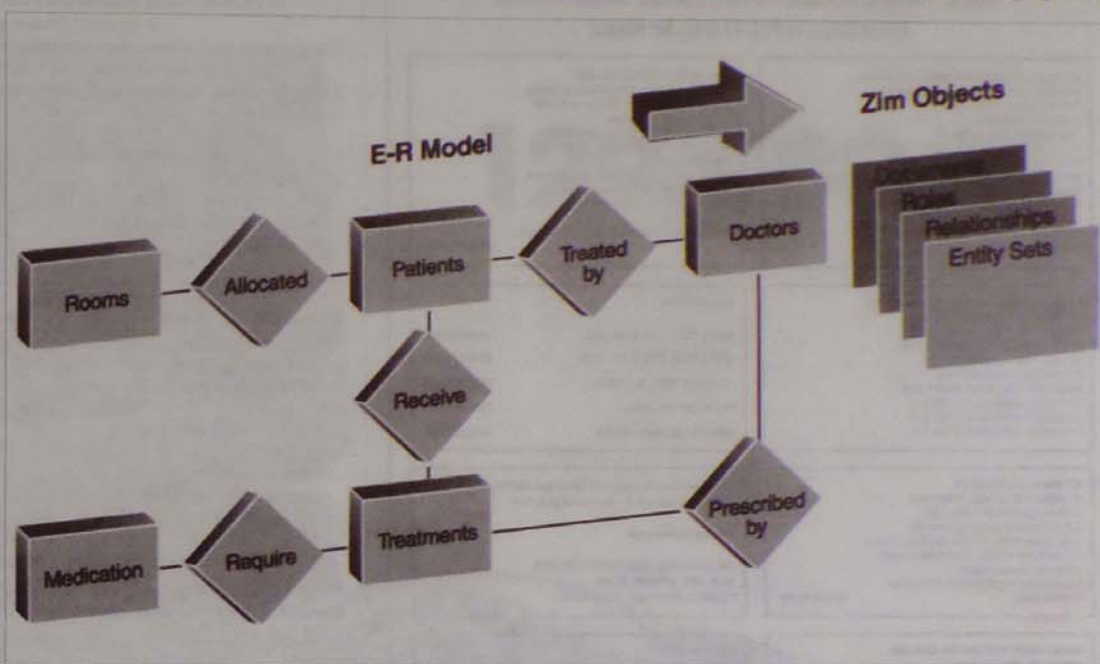 Zim Objects
E-R Model
Rooms
Allocated
Patients
Treated
by
Doctors
Roles
Relationships
Entity Sets
Receive
Medication
Require
Treatments
Prescribed
by